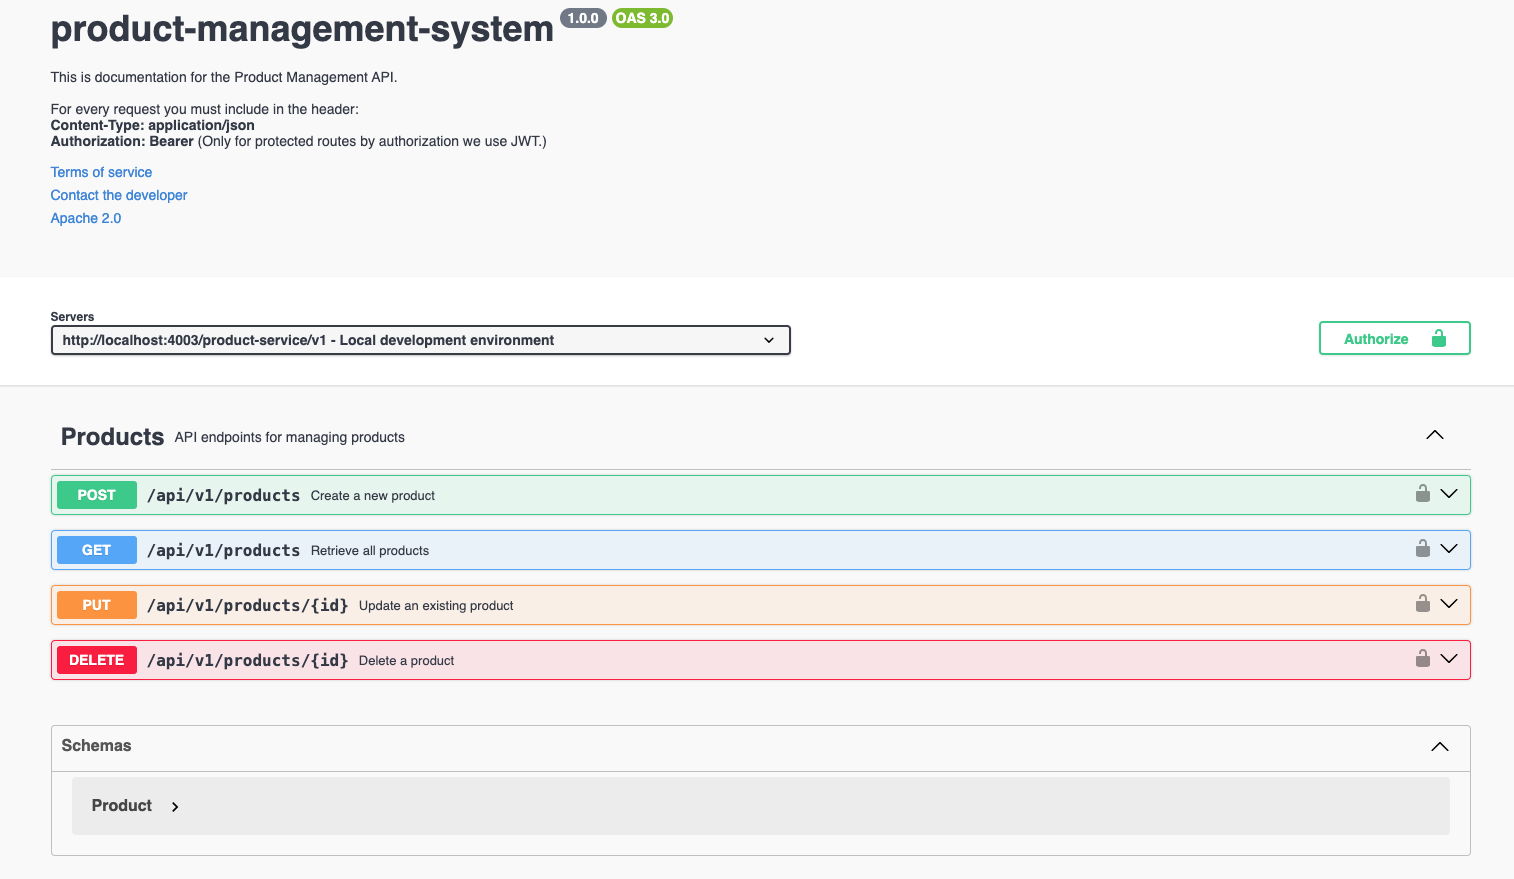 product-management-system 1.0.0 OAS 3.0
This is documentation for the Product Management API.
For every request you must include in the header:
Content-Type: application/json
Authorization: Bearer (Only for protected routes by authorization we use JWT.)
Terms of service
Contact the developer
Apache 2.0
Servers
http://localhost:4003/product-service/v1 - Local development environment
Authorize
Products API endpoints for managing products
POST /api/v1/products Create a new product
GET /api/v1/products Retrieve all products
PUT /api/v1/products/{id} Update an existing product
DELETE /api/v1/products/{id} Delete a product
Schemas
Product